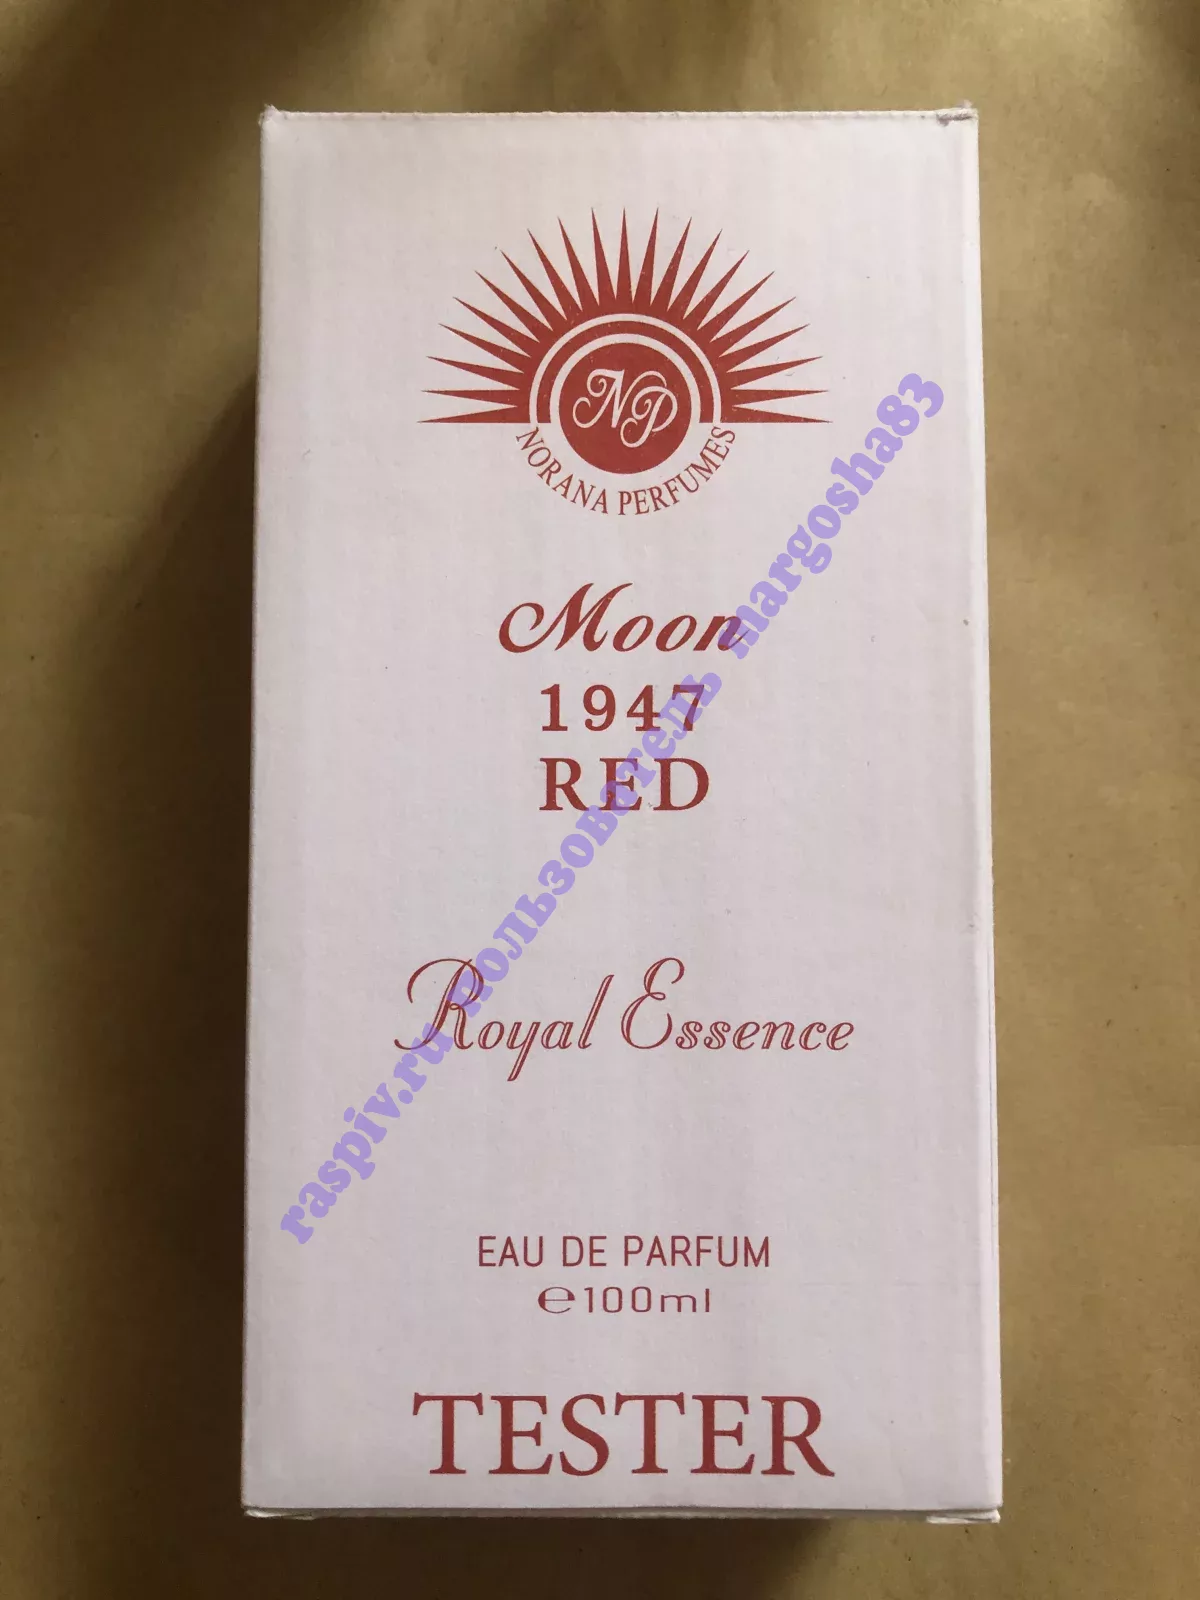 NP
NORANA PERFUMES
Moon
1947
RED
Royal Essence
EAU DE PARFUM
℮100ml
TESTER
raspiv.ru пользователь margosha83